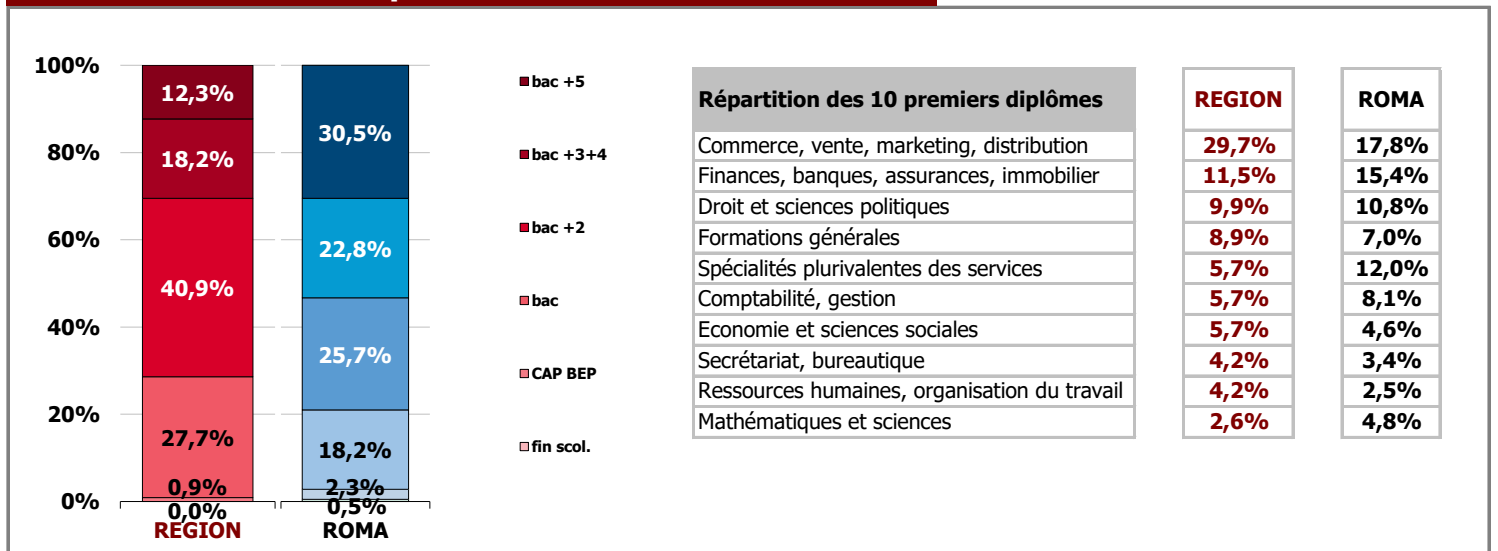 100%
80%
60%
40%
20%
0%
12,3%
18,2%
40,9%
27,7%
0,9%
0,0%
REGION
30,5%
22,8%
25,7%
18,2%
2,3%
0,5%
ROMA
bac +5
bac +3+4
bac +2
bac
CAP BEP
fin scol.
Répartition des 10 premiers diplômes REGION ROMA
Commerce, vente, marketing, distribution 29,7% 17,8%
Finances, banques, assurances, immobilier 11,5% 15,4%
Droit et sciences politiques 9,9% 10,8%
Formations générales 8,9% 7,0%
Spécialités plurivalentes des services 5,7% 12,0%
Comptabilité, gestion 5,7% 8,1%
Economie et sciences sociales 5,7% 4,6%
Secrétariat, bureautique 4,2% 3,4%
Ressources humaines, organisation du travail 4,2% 2,5%
Mathématiques et sciences 2,6% 4,8%